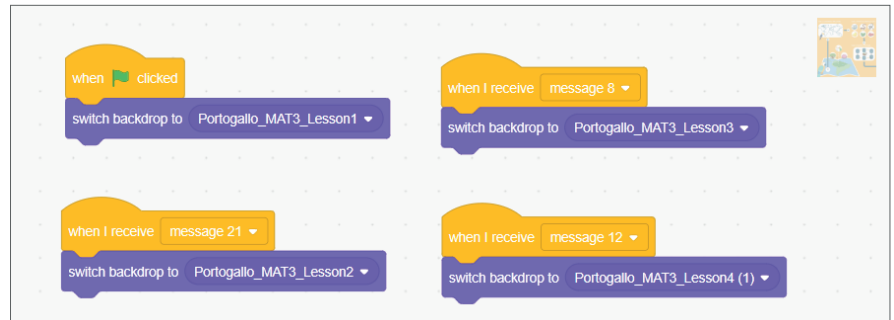 when clicked
switch backdrop to Portogallo_MAT3_Lesson1
when I receive message 8
switch backdrop to Portogallo_MAT3_Lesson3
when I receive message 21
switch backdrop to Portogallo_MAT3_Lesson2
when I receive message 12
switch backdrop to Portogallo_MAT3_Lesson4 (1)